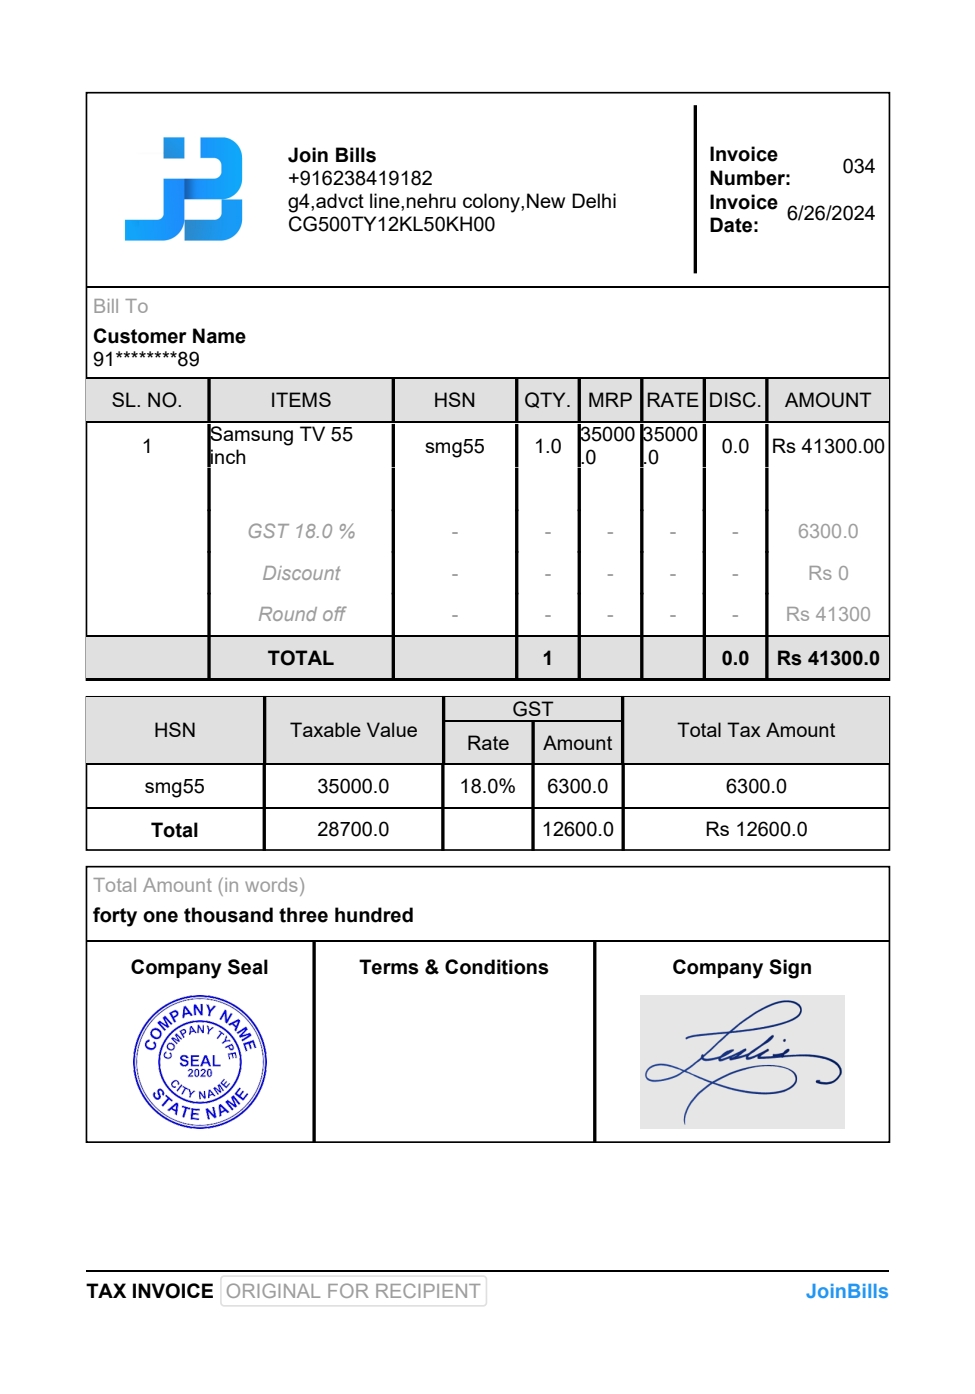 JB
Join Bills
+916238419182
g4,advct line,nehru colony,New Delhi
CG500TY12KL50KH00
Invoice Number: 034
Invoice Date: 6/26/2024
Bill To
Customer Name
91********89
SL. NO. ITEMS HSN QTY. MRP RATE DISC. AMOUNT
1 Samsung TV 55 inch smg55 1.0 35000.0 35000.0 0.0 Rs 41300.00
GST 18.0 % - - - - - 6300.0
Discount - - - - - Rs 0
Round off - - - - - Rs 41300
TOTAL 1 0.0 Rs 41300.0
HSN Taxable Value GST Total Tax Amount
Rate Amount
smg55 35000.0 18.0% 6300.0 6300.0
Total 28700.0 12600.0 Rs 12600.0
Total Amount (in words)
forty one thousand three hundred
Company Seal Terms & Conditions Company Sign
COMPANY NAME
COMPANY TYPE
SEAL
2020
CITY NAME
STATE NAME
Leslie
TAX INVOICE ORIGINAL FOR RECIPIENT JoinBills